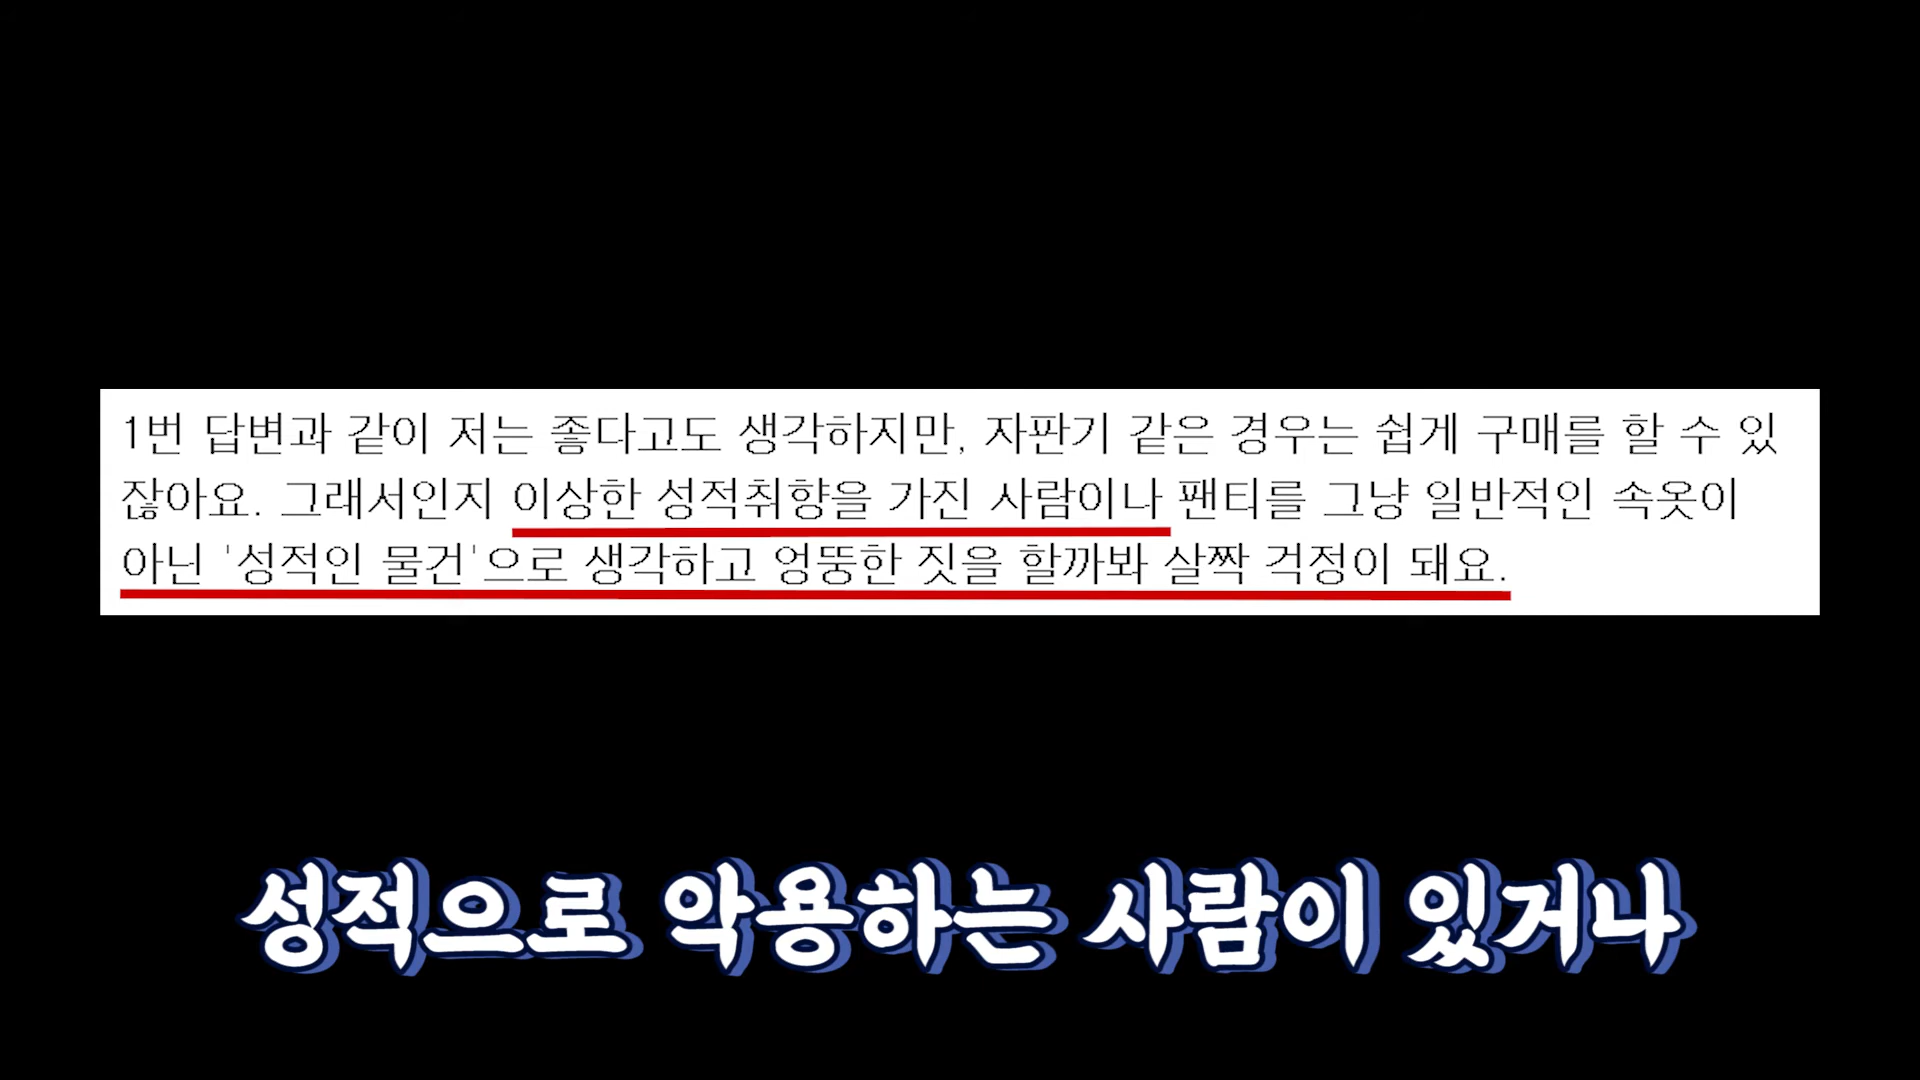 1번 답변과 같이 저는 좋다고도 생각하지만, 자판기 같은 경우는 쉽게 구매를 할 수 있
잖아요. 그래서인지 이상한 성적취향을 가진 사람이나 팬티를 그냥 일반적인 속옷이
아닌 '성적인 물건'으로 생각하고 엉뚱한 짓을 할까봐 살짝 걱정이 돼요.
성적으로 악용하는 사람이 있거나